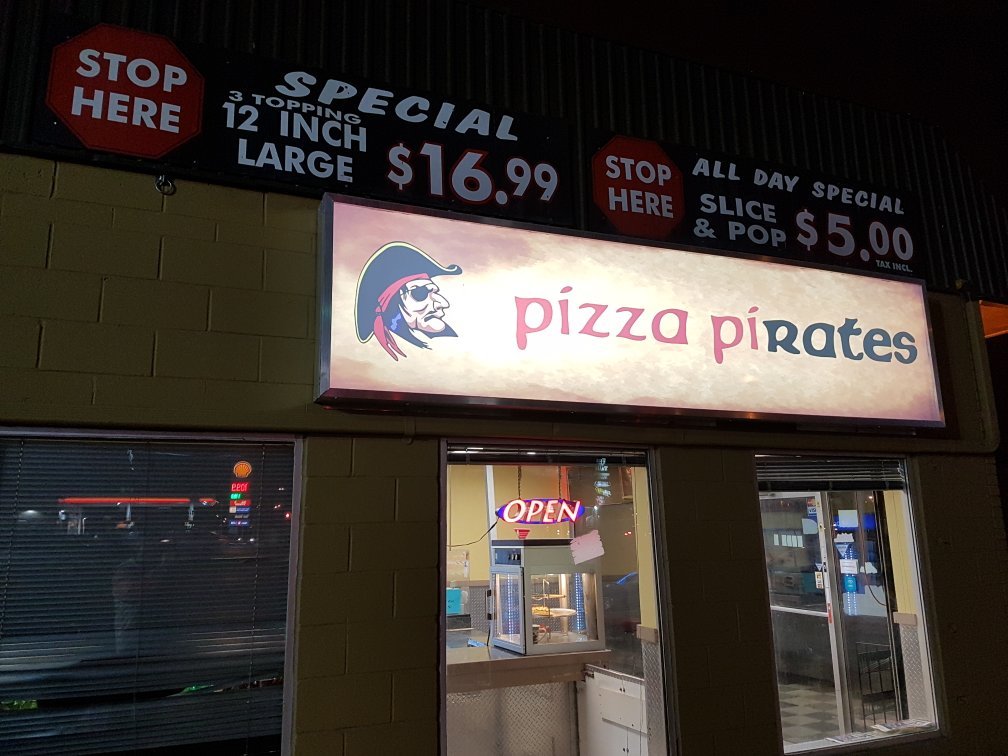 STOP
HERE
SPECIAL
3 TOPPING
12 INCH
LARGE
$16.99
STOP
HERE
ALL DAY SPECIAL
SLICE
& POP
$5.00
TAX INCL.
pizza pirates
OPEN